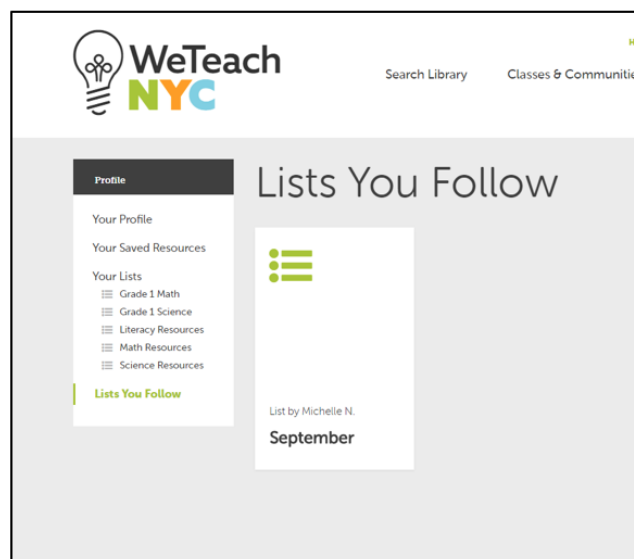 WeTeach
NYC
Search Library
Classes & Communitie
Profile
Your Profile
Your Saved Resources
Your Lists
Grade 1 Math
Grade 1 Science
Literacy Resources
Math Resources
Science Resources
Lists You Follow
Lists You Follow
List by Michelle N.
September